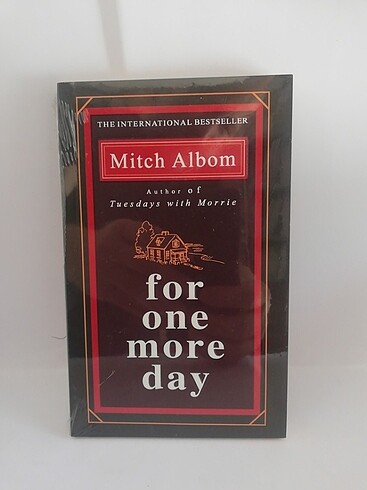 THE INTERNATIONAL BESTSELLER
Mitch Albom
Author of
Tuesdays with Morrie
for
one
more
day